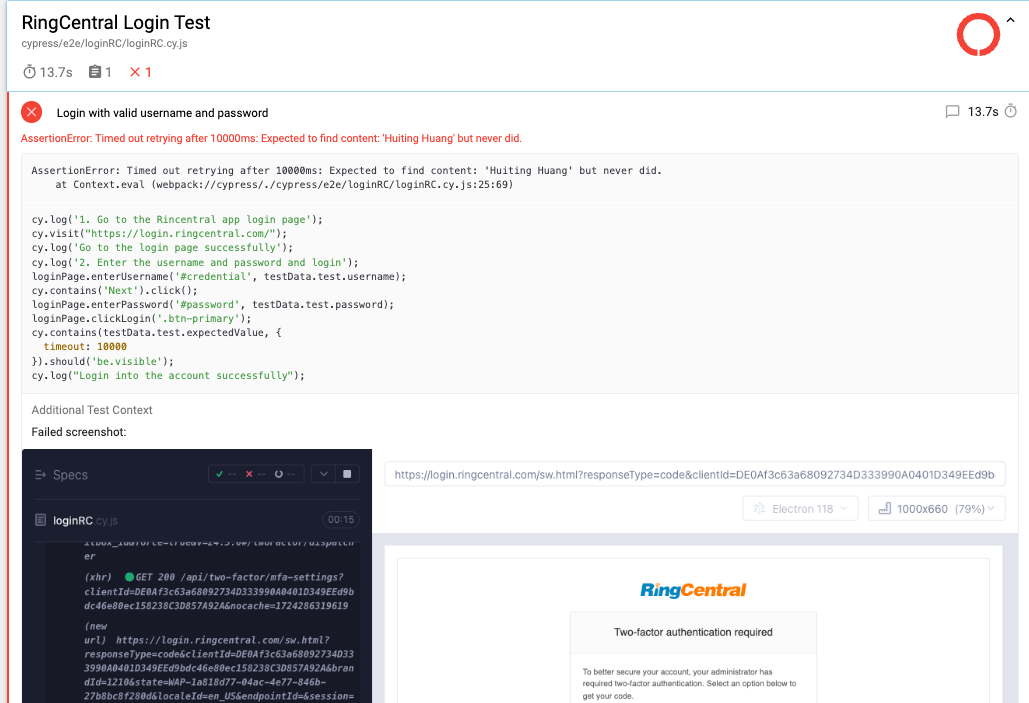 RingCentral Login Test
cypress/e2e/loginRC/loginRC.cy.js
13.7s 1 1
Login with valid username and password 13.7s
AssertionError: Timed out retrying after 10000ms: Expected to find content: 'Huiting Huang' but never did.
AssertionError: Timed out retrying after 10000ms: Expected to find content: 'Huiting Huang' but never did.
at Context.eval (webpack://cypress/./cypress/e2e/loginRC/loginRC.cy.js:25:69)
cy.log('1. Go to the Rincentral app login page');
cy.visit("https://login.ringcentral.com/");
cy.log('Go to the login page successfully');
cy.log('2. Enter the username and password and login');
loginPage.enterUsername('#credential', testData.test.username);
cy.contains('Next').click();
loginPage.enterPassword('#password', testData.test.password);
loginPage.clickLogin('.btn-primary');
cy.contains(testData.test.expectedValue, {
timeout: 10000
}).should('be.visible');
cy.log("Login into the account successfully");
Additional Test Context
Failed screenshot:
Specs -- -- --
https://login.ringcentral.com/sw.html?responseType=code&clientId=DE0Af3c63a68092734D333990A0401D349EEd9b
Electron 118 1000x660 (79%)
loginRC.cy.js 00:15
er
(xhr) GET 200 /api/two-factor/mfa-settings?
clientId=DE0Af3c63a68092734D333990A0401D349EEd9b
dc46e80ec158238C3D857A92A&nocache=1724286319619
(new
url) https://login.ringcentral.com/sw.html?
responseType=code&clientId=DE0Af3c63a68092734D33
3990A0401D349EEd9bdc46e80ec158238C3D857A92A&bran
dId=1210&state=WAP-1a818d77-04ac-4e77-846b-
27b8bc8f280d&localeId=en_US&endpointId=&session=
RingCentral
Two-factor authentication required
To better secure your account, your administrator has
required two-factor authentication. Select an option below to
get your code.